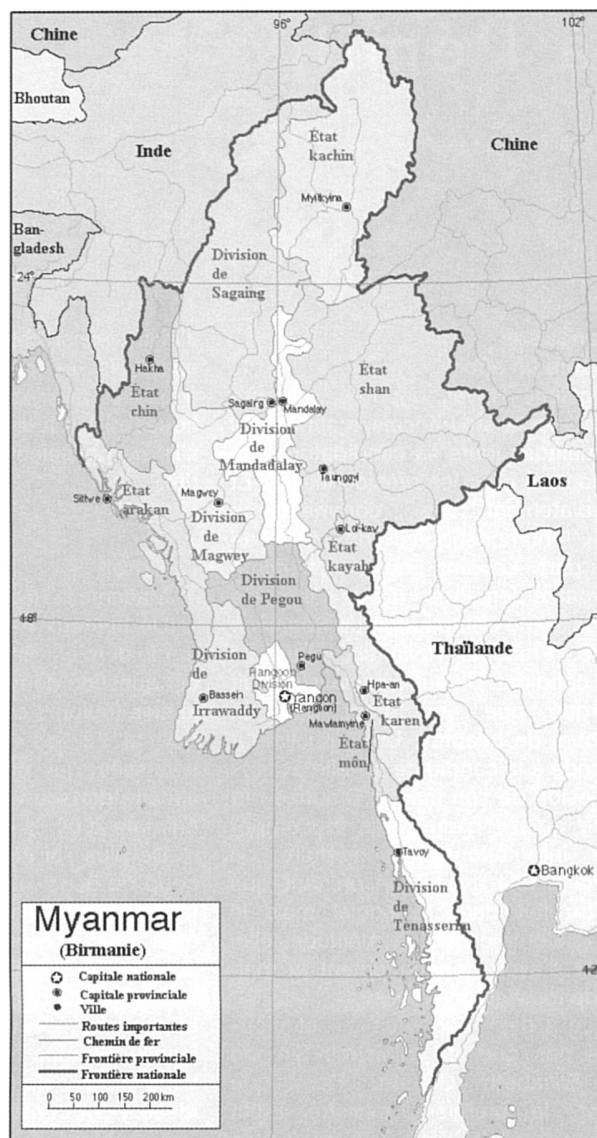 96°
102°
Chine
Bhoutan
Inde
État
kachin
Chine
Myitkyina
Ban-
gladesh
Division
de
Sagaing
24°
Hakha
État
chin
État
shan
Sagaing
Mandalay
Division
de
Mandadalay
Taunggyi
Laos
Sittwe
État
arakan
Magwey
Division
de
Magwey
Loi-kaw
État
kayah
Division
de Pegou
18°
Thaïlande
Pegu
Division
de
Irrawaddy
Rangoon
Division
Bassein
Yangon
(Rangoon)
Hpa-an
État
karen
Mawlamyine
État
môn
Tavoy
Bangkok
Division
de
Tenasserim
12°
Myanmar
(Birmanie)
Capitale nationale
Capitale provinciale
Ville
Routes importantes
Chemin de fer
Frontière provinciale
Frontière nationale
0 50 100 200 km